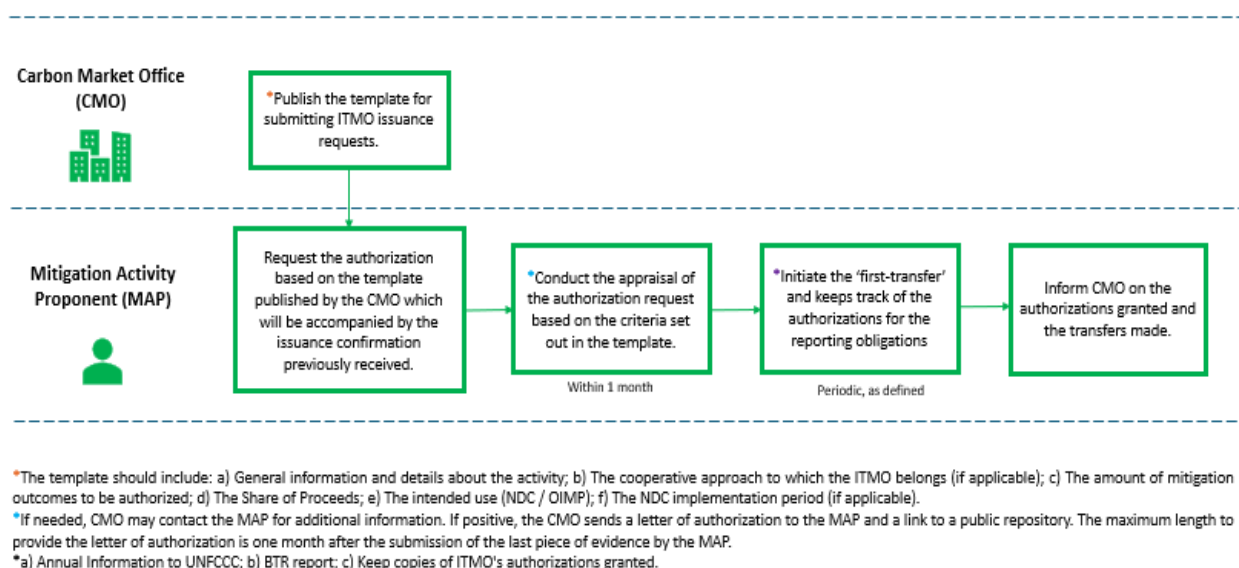 Carbon Market Office
(CMO)
*Publish the template for
submitting ITMO issuance
requests.
Mitigation Activity
Proponent (MAP)
Request the authorization
based on the template
published by the CMO which
will be accompanied by the
issuance confirmation
previously received.
*Conduct the appraisal of
the authorization request
based on the criteria set
out in the template.
Within 1 month
*Initiate the ‘first-transfer’
and keeps track of the
authorizations for the
reporting obligations
Periodic, as defined
Inform CMO on the
authorizations granted and
the transfers made.
*The template should include: a) General information and details about the activity; b) The cooperative approach to which the ITMO belongs (if applicable); c) The amount of mitigation
outcomes to be authorized; d) The Share of Proceeds; e) The intended use (NDC / OIMP); f) The NDC implementation period (if applicable).
*If needed, CMO may contact the MAP for additional information. If positive, the CMO sends a letter of authorization to the MAP and a link to a public repository. The maximum length to
provide the letter of authorization is one month after the submission of the last piece of evidence by the MAP.
*a) Annual Information to UNFCCC; b) BTR report; c) Keep copies of ITMO's authorizations granted.